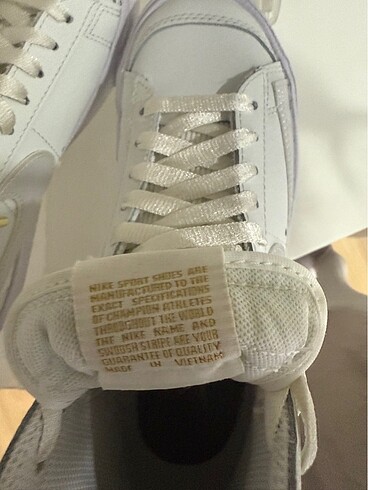 NIKE SPORT SHOES ARE
MANUFACTURED TO THE
EXACT SPECIFICATIONS
OF CHAMPION ATHLETES
THROUGHOUT THE WORLD
THE NIKE NAME AND
SWOOSH STRIPE ARE YOUR
GUARANTEE OF QUALITY
MADE IN VIETNAM